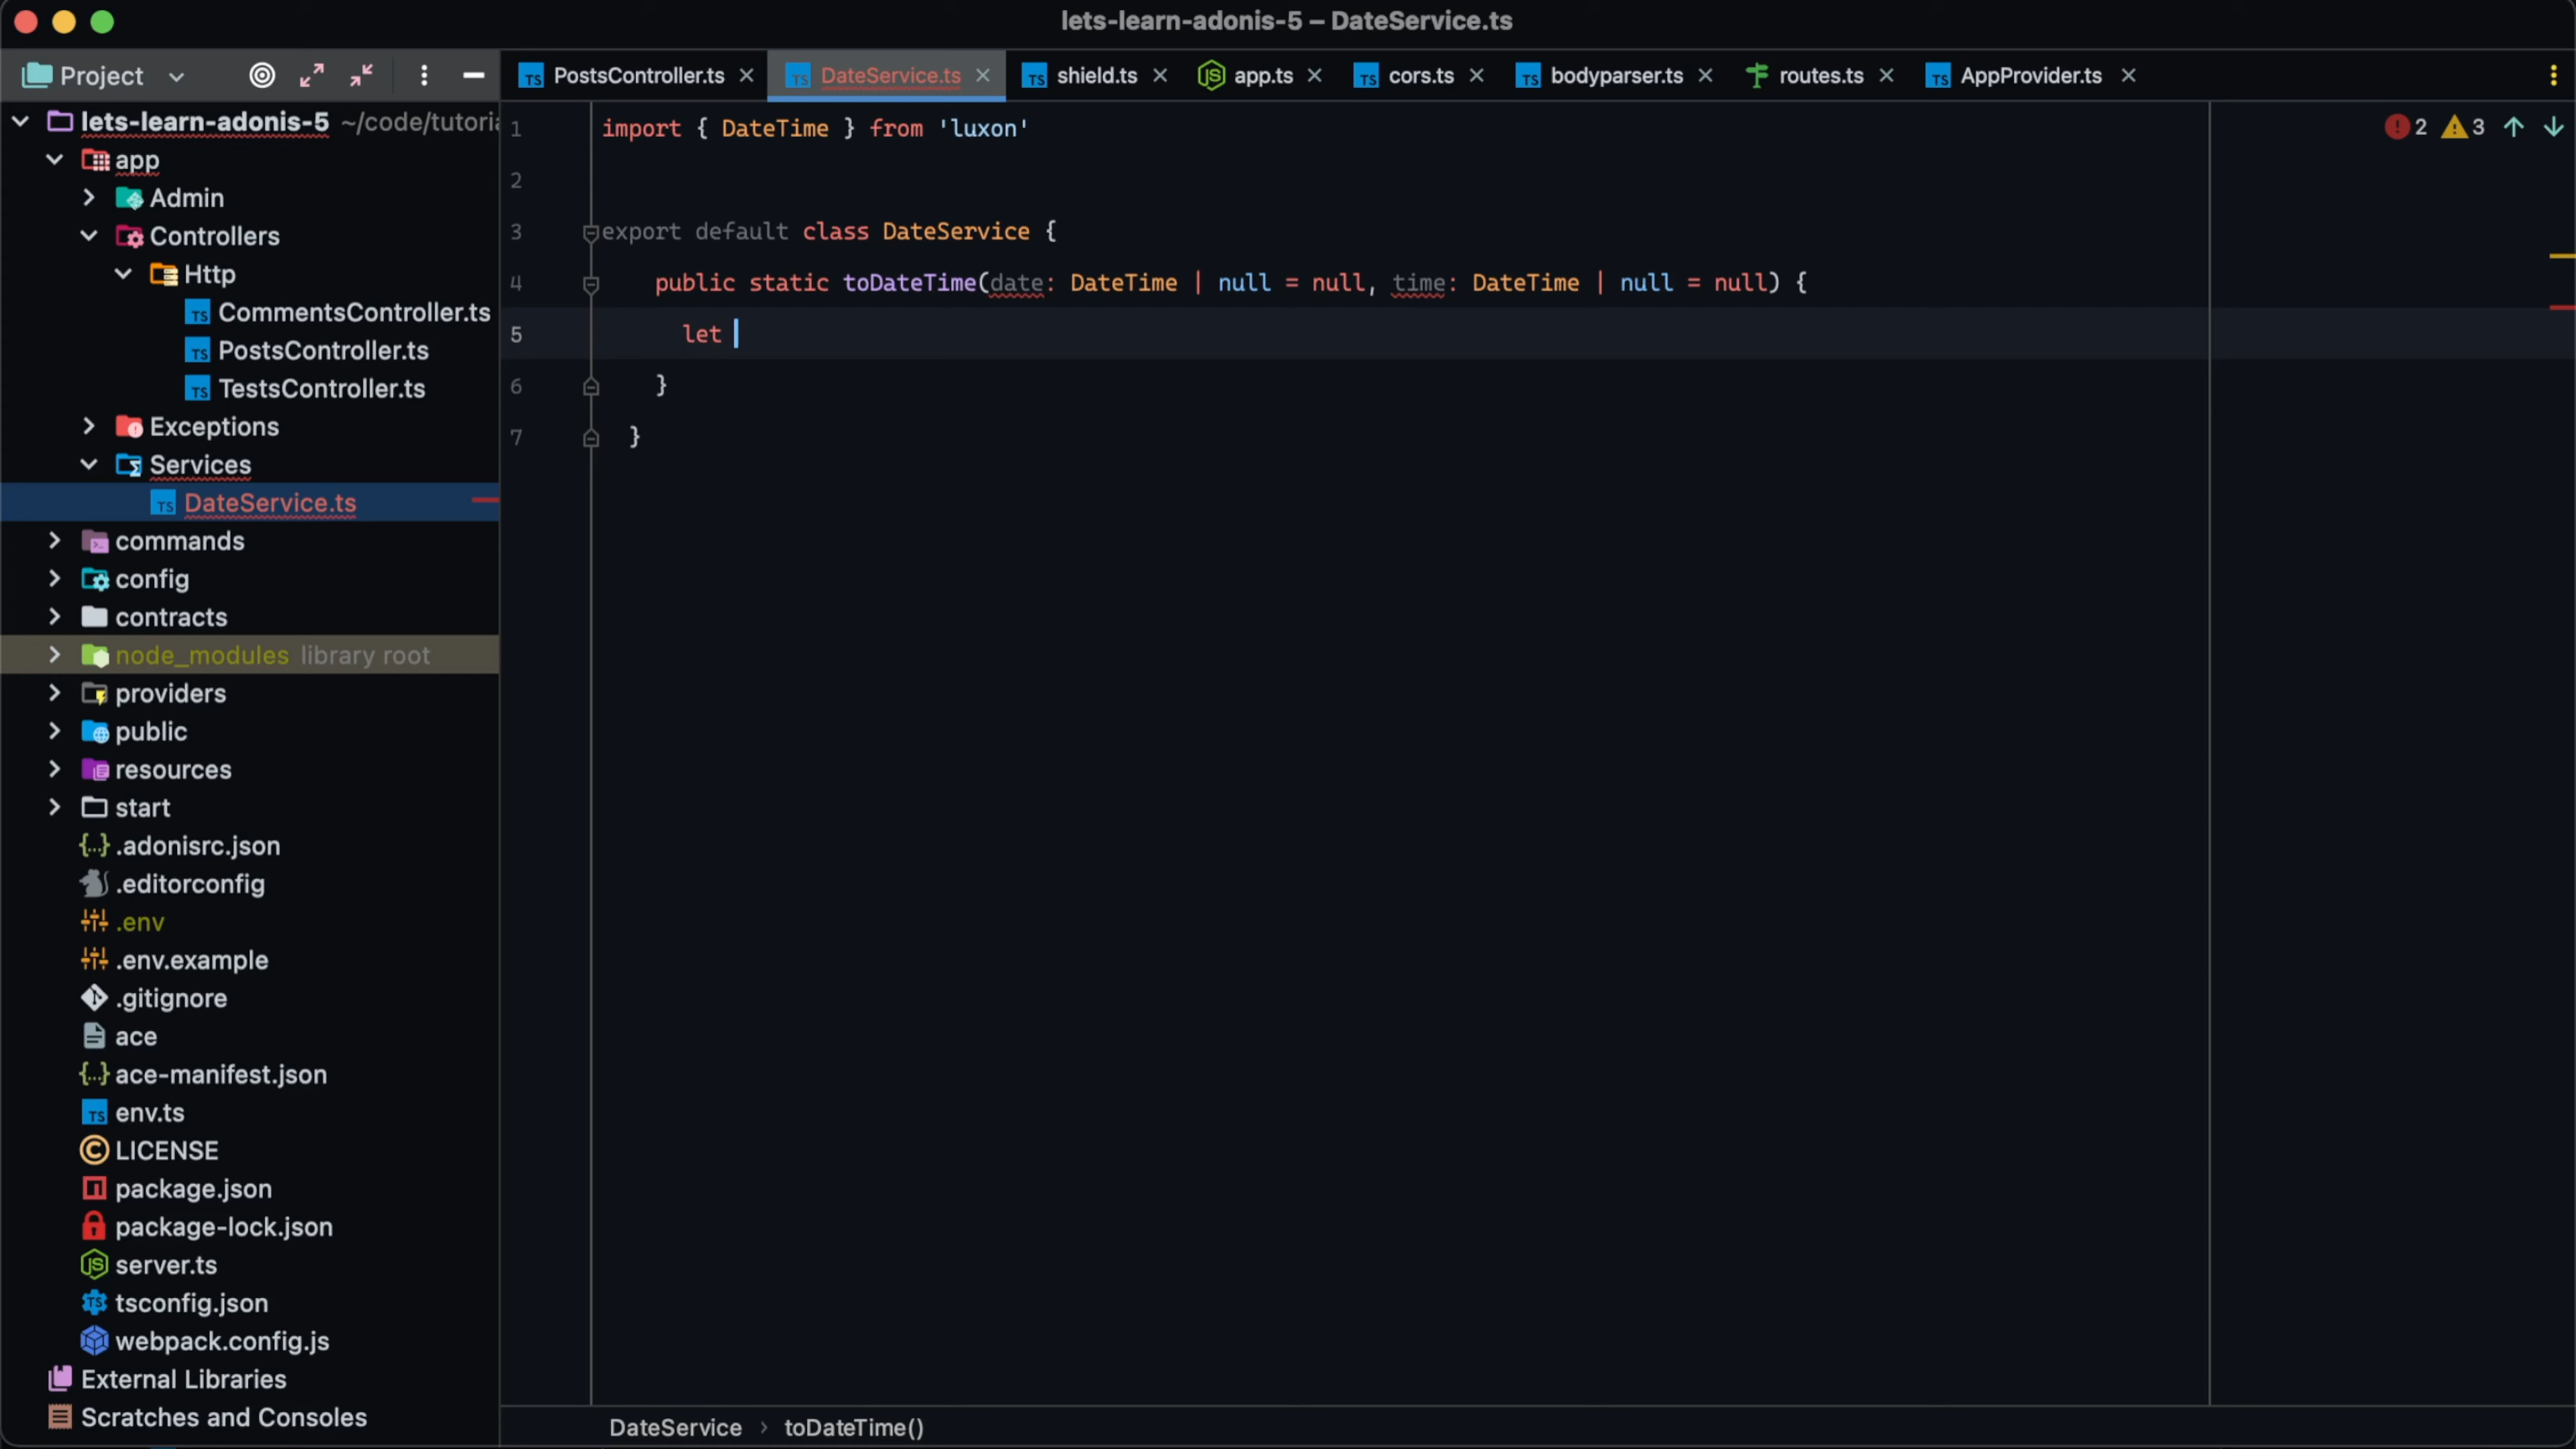 lets-learn-adonis-5 – DateService.ts
Project
PostsController.ts
DateService.ts
shield.ts
app.ts
cors.ts
bodyparser.ts
routes.ts
AppProvider.ts
lets-learn-adonis-5 ~/code/tutori
app
Admin
Controllers
Http
CommentsController.ts
PostsController.ts
TestsController.ts
Exceptions
Services
DateService.ts
commands
config
contracts
node_modules library root
providers
public
resources
start
.adonisrc.json
.editorconfig
.env
.env.example
.gitignore
ace
ace-manifest.json
env.ts
LICENSE
package.json
package-lock.json
server.ts
tsconfig.json
webpack.config.js
External Libraries
Scratches and Consoles
1 import { DateTime } from 'luxon'
2
3 export default class DateService {
4 public static toDateTime(date: DateTime | null = null, time: DateTime | null = null) {
5 let
6 }
7 }
2 3
DateService › toDateTime()